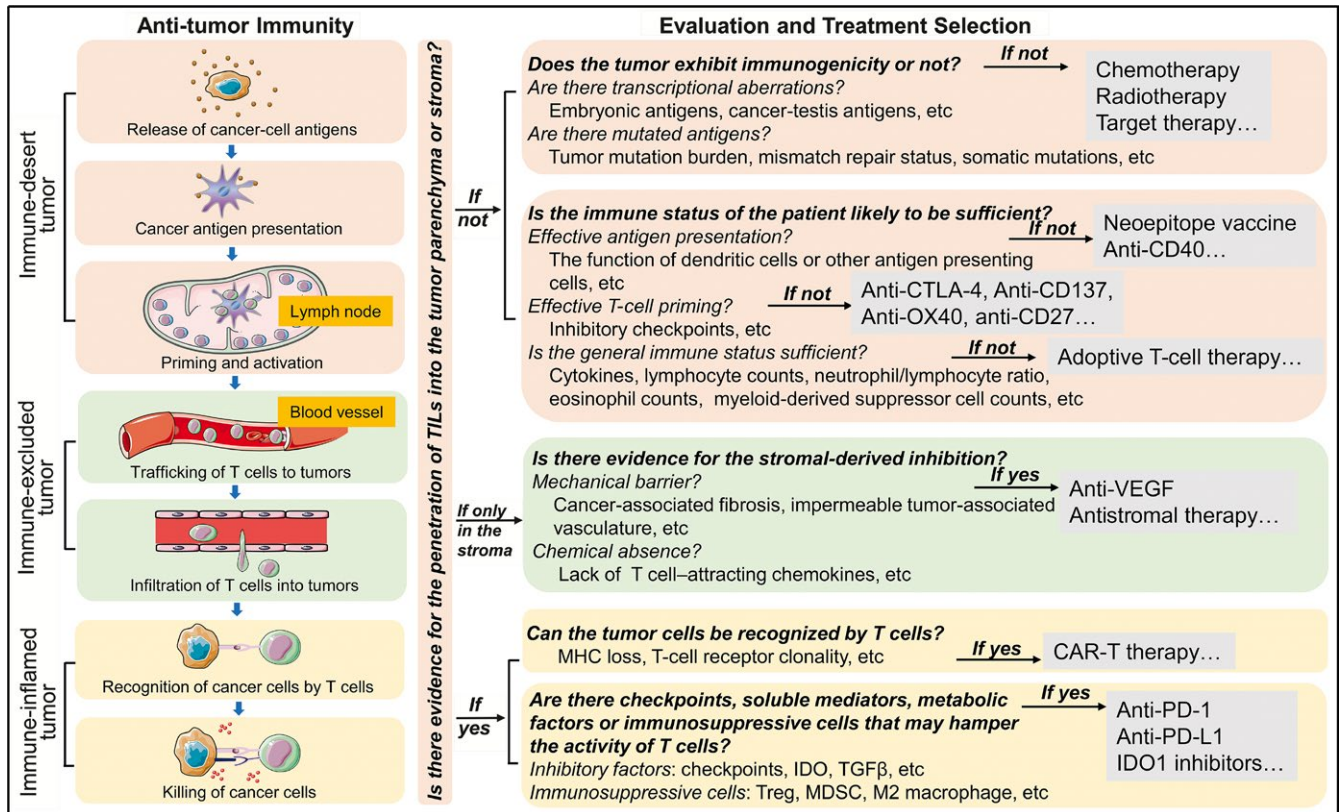 Anti-tumor Immunity
Immune-desert
tumor
Release of cancer-cell antigens
Cancer antigen presentation
Lymph node
Priming and activation
Immune-excluded
tumor
Blood vessel
Trafficking of T cells to tumors
Infiltration of T cells into tumors
Immune-inflamed
tumor
Recognition of cancer cells by T cells
Killing of cancer cells
Is there evidence for the penetration of TILs into the tumor parenchyma or stroma?
Evaluation and Treatment Selection
If
not
Does the tumor exhibit immunogenicity or not?
If not
Chemotherapy
Radiotherapy
Target therapy…
Are there transcriptional aberrations?
Embryonic antigens, cancer-testis antigens, etc
Are there mutated antigens?
Tumor mutation burden, mismatch repair status, somatic mutations, etc
Is the immune status of the patient likely to be sufficient?
Effective antigen presentation?
If not
Neoepitope vaccine
Anti-CD40…
The function of dendritic cells or other antigen presenting
cells, etc
Effective T-cell priming?
If not
Anti-CTLA-4, Anti-CD137,
Anti-OX40, anti-CD27…
Inhibitory checkpoints, etc
Is the general immune status sufficient?
If not
Adoptive T-cell therapy…
Cytokines, lymphocyte counts, neutrophil/lymphocyte ratio,
eosinophil counts, myeloid-derived suppressor cell counts, etc
If only
in the
stroma
Is there evidence for the stromal-derived inhibition?
Mechanical barrier?
If yes
Anti-VEGF
Antistromal therapy…
Cancer-associated fibrosis, impermeable tumor-associated
vasculature, etc
Chemical absence?
Lack of T cell–attracting chemokines, etc
If
yes
Can the tumor cells be recognized by T cells?
MHC loss, T-cell receptor clonality, etc
If yes
CAR-T therapy…
Are there checkpoints, soluble mediators, metabolic
factors or immunosuppressive cells that may hamper
the activity of T cells?
If yes
Anti-PD-1
Anti-PD-L1
IDO1 inhibitors…
Inhibitory factors: checkpoints, IDO, TGFβ, etc
Immunosuppressive cells: Treg, MDSC, M2 macrophage, etc